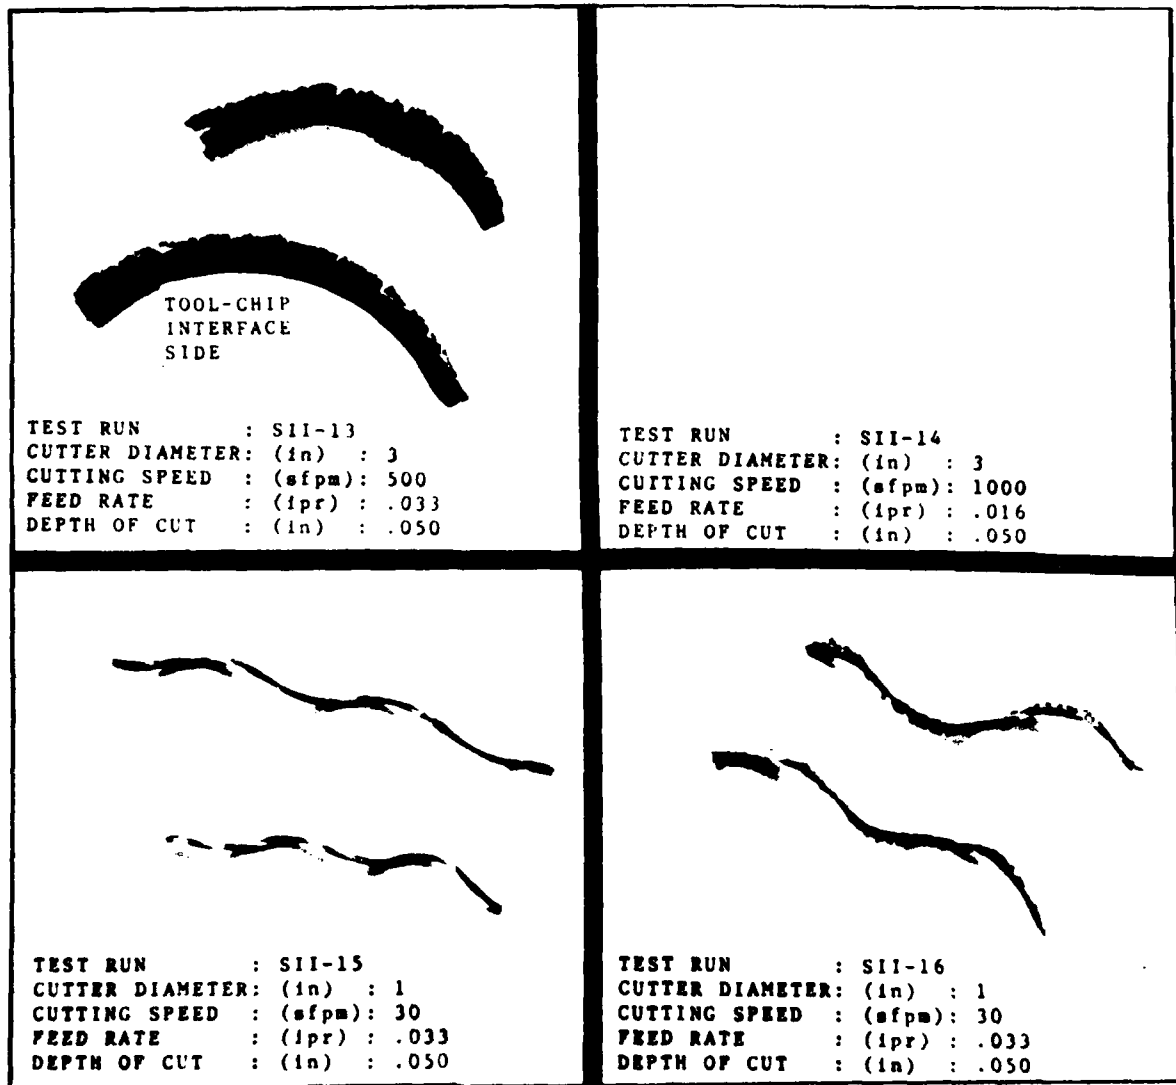 TOOL-CHIP
INTERFACE
SIDE
TEST RUN : SII-13
CUTTER DIAMETER: (in) : 3
CUTTING SPEED : (sfpm): 500
FEED RATE : (ipr) : .033
DEPTH OF CUT : (in) : .050
TEST RUN : SII-14
CUTTER DIAMETER: (in) : 3
CUTTING SPEED : (sfpm): 1000
FEED RATE : (ipr) : .016
DEPTH OF CUT : (in) : .050
TEST RUN : SII-15
CUTTER DIAMETER: (in) : 1
CUTTING SPEED : (sfpm): 30
FEED RATE : (ipr) : .033
DEPTH OF CUT : (in) : .050
TEST RUN : SII-16
CUTTER DIAMETER: (in) : 1
CUTTING SPEED : (sfpm): 30
FEED RATE : (ipr) : .033
DEPTH OF CUT : (in) : .050